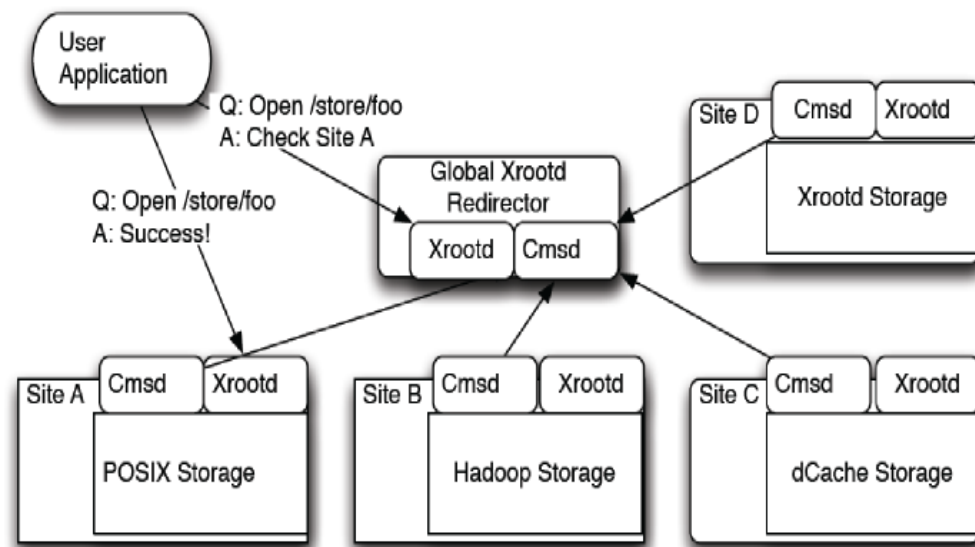 User
Application
Q: Open /store/foo
A: Check Site A
Q: Open /store/foo
A: Success!
Global Xrootd
Redirector
Xrootd
Cmsd
Site D
Cmsd
Xrootd
Xrootd Storage
Site A
Cmsd
Xrootd
POSIX Storage
Site B
Cmsd
Xrootd
Hadoop Storage
Site C
Cmsd
Xrootd
dCache Storage